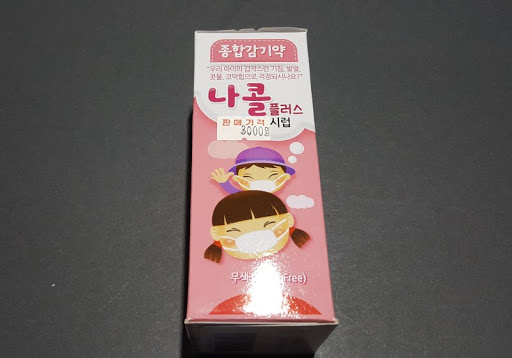 종합감기약
"우리 아이의 갑작스런 기침, 발열,
콧물, 코막힘으로 걱정되시나요?"
나콜플러스
시럽
판매가격
3000원
무색
Free)